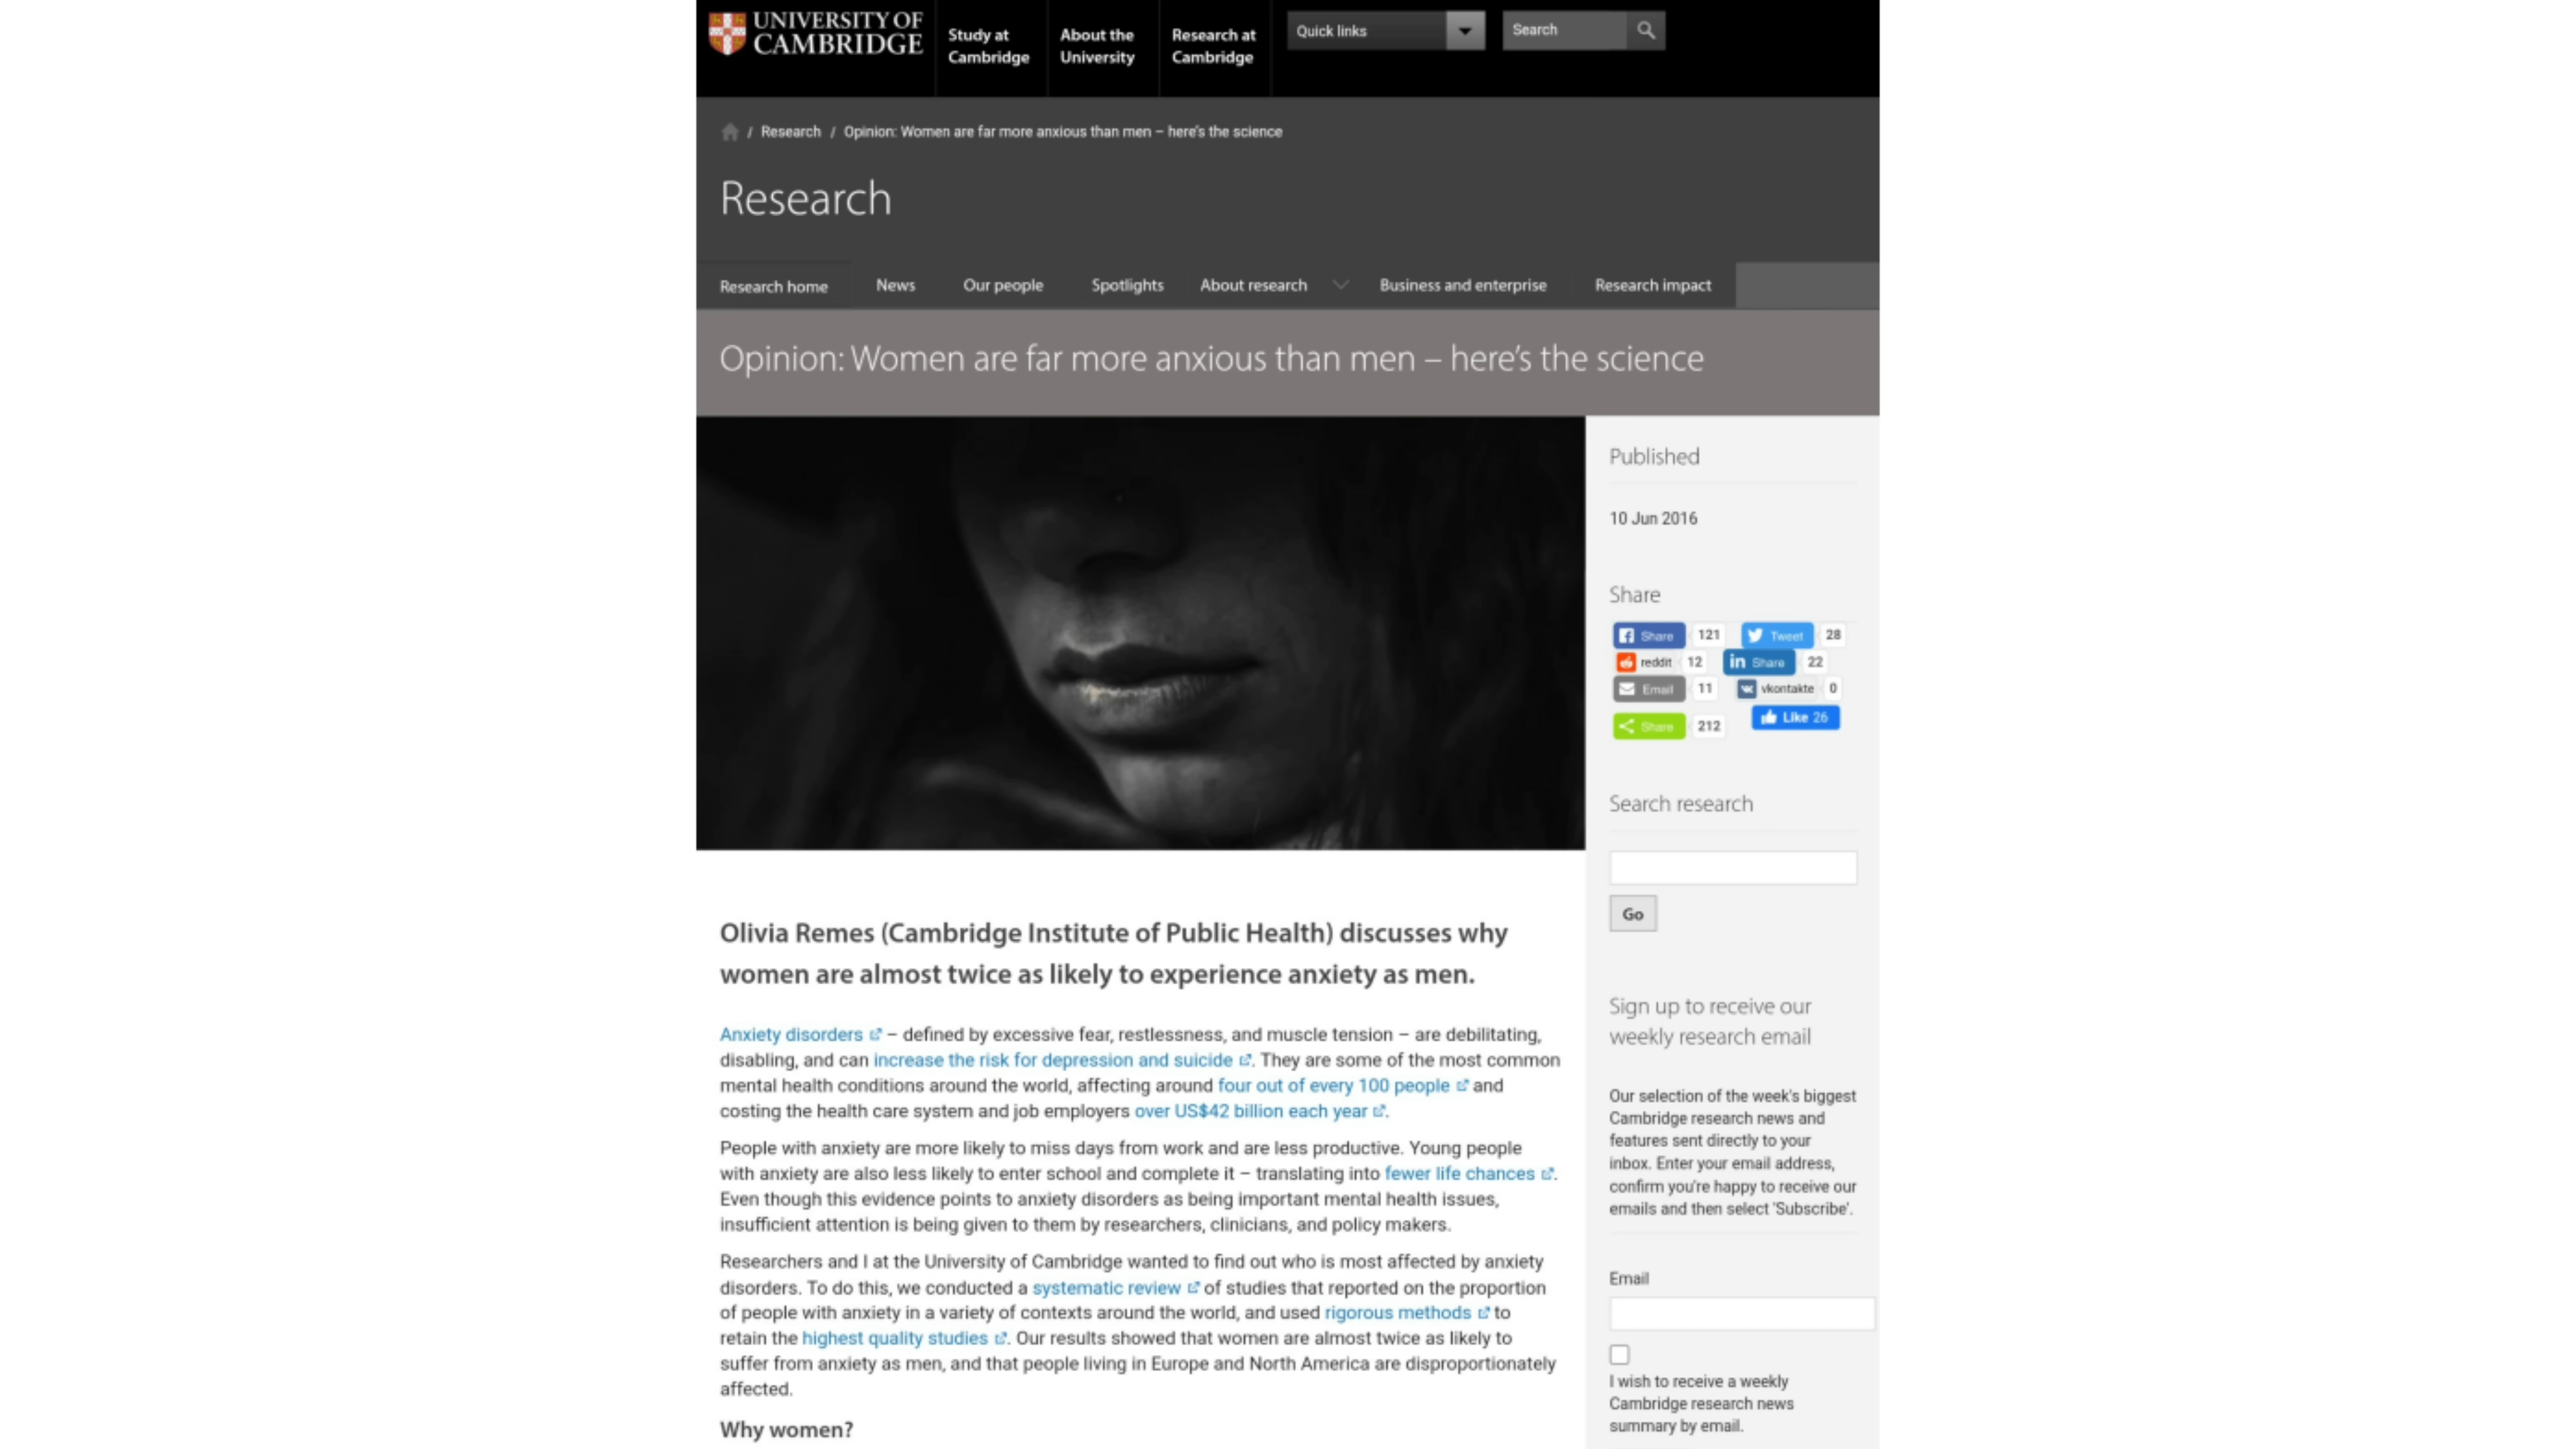 UNIVERSITY OF
CAMBRIDGE
Study at
Cambridge
About the
University
Research at
Cambridge
Quick links
Search
/ Research / Opinion: Women are far more anxious than men – here's the science
Research
Research home
News
Our people
Spotlights
About research
Business and enterprise
Research impact
Opinion: Women are far more anxious than men – here's the science
Published
10 Jun 2016
Share
Share 121
Tweet 28
reddit 12
Share 22
Email 11
vkontakte 0
Share 212
Like 26
Search research
Go
Sign up to receive our
weekly research email
Our selection of the week's biggest
Cambridge research news and
features sent directly to your
inbox. Enter your email address,
confirm you're happy to receive our
emails and then select 'Subscribe'.
Email
I wish to receive a weekly
Cambridge research news
summary by email.
Olivia Remes (Cambridge Institute of Public Health) discusses why
women are almost twice as likely to experience anxiety as men.
Anxiety disorders – defined by excessive fear, restlessness, and muscle tension – are debilitating,
disabling, and can increase the risk for depression and suicide. They are some of the most common
mental health conditions around the world, affecting around four out of every 100 people and
costing the health care system and job employers over US$42 billion each year.
People with anxiety are more likely to miss days from work and are less productive. Young people
with anxiety are also less likely to enter school and complete it – translating into fewer life chances.
Even though this evidence points to anxiety disorders as being important mental health issues,
insufficient attention is being given to them by researchers, clinicians, and policy makers.
Researchers and I at the University of Cambridge wanted to find out who is most affected by anxiety
disorders. To do this, we conducted a systematic review of studies that reported on the proportion
of people with anxiety in a variety of contexts around the world, and used rigorous methods to
retain the highest quality studies. Our results showed that women are almost twice as likely to
suffer from anxiety as men, and that people living in Europe and North America are disproportionately
affected.
Why women?